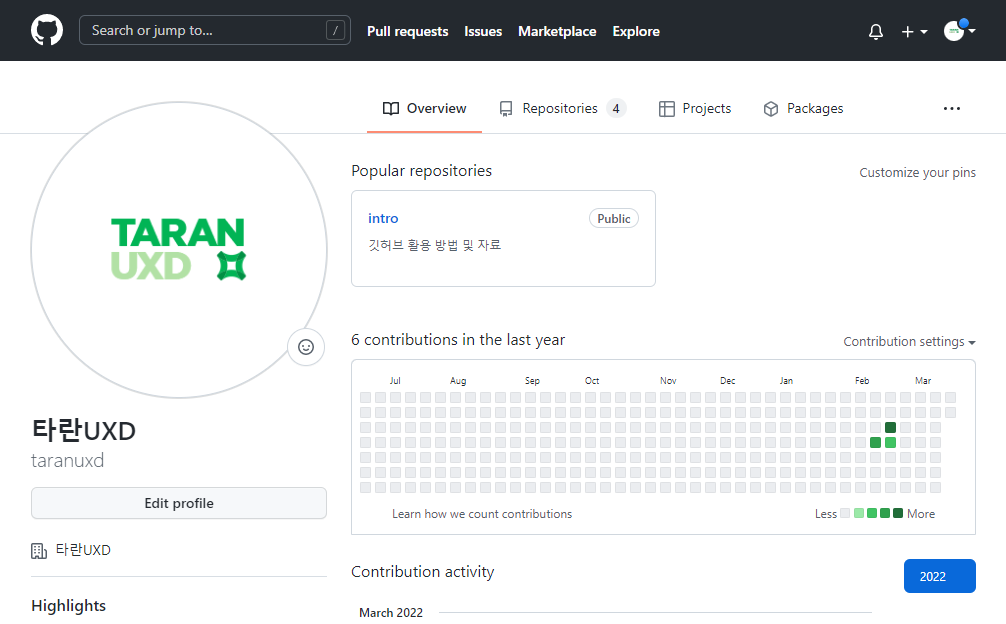 Search or jump to... /
Pull requests Issues Marketplace Explore
Overview Repositories 4 Projects Packages
TARAN
UXD
타란UXD
taranuxd
Edit profile
타란UXD
Highlights
Popular repositories Customize your pins
intro Public
깃허브 활용 방법 및 자료
6 contributions in the last year Contribution settings
Jul Aug Sep Oct Nov Dec Jan Feb Mar
Learn how we count contributions Less More
Contribution activity 2022
March 2022